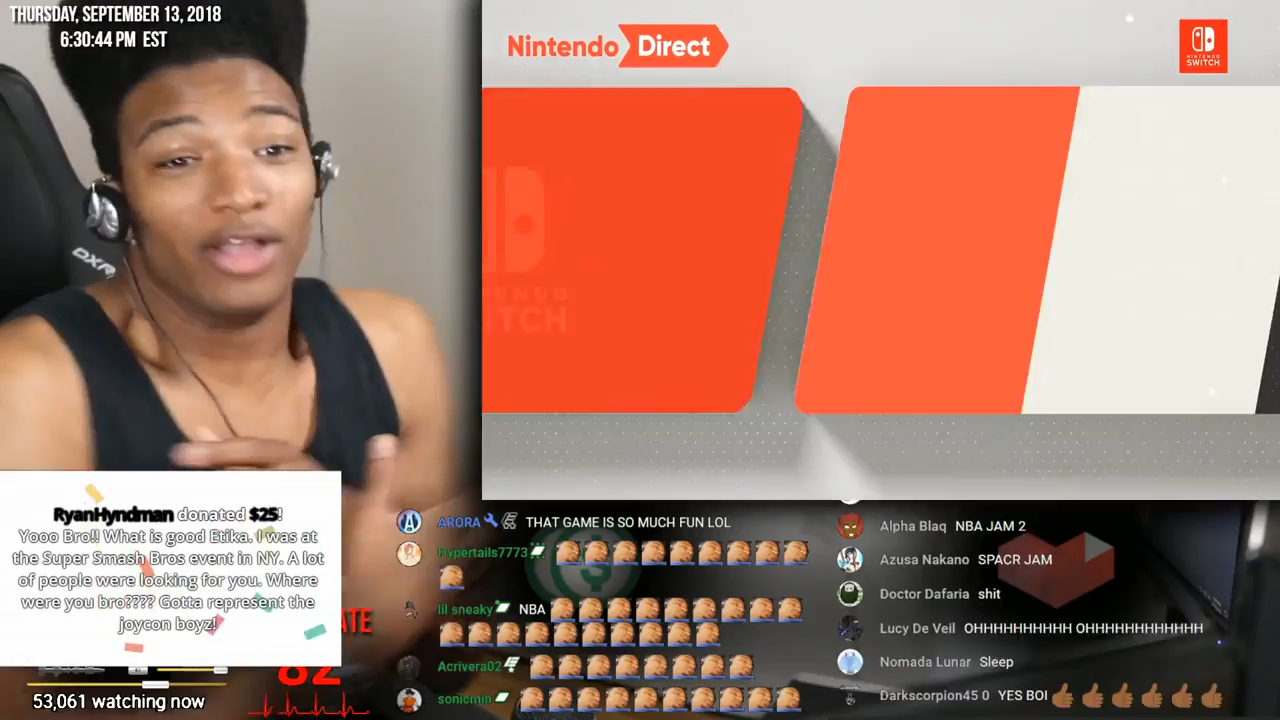 THURSDAY, SEPTEMBER 13, 2018
6:30:44 PM EST
Nintendo Direct
NINTENDO
SWITCH
DXR
RyanHyndman donated $25!
Yooo Bro!! What is good Etika. I was at
the Super Smash Bros event in NY. A lot
of people were looking for you. Where
were you bro???? Gotta represent the
joycon boyz!
82
53,061 watching now
ARORA THAT GAME IS SO MUCH FUN LOL
Hypertails7773
lil sneaky NBA
Acrivera02
sonicmin
Alpha Blaq NBA JAM 2
Azusa Nakano SPACR JAM
Doctor Dafaria shit
Lucy De Veil OHHHHHHHHHH OHHHHHHHHHHHH
Nomada Lunar Sleep
Darkscorpion45 0 YES BOI